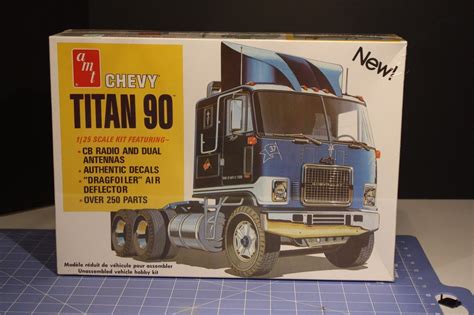 amt
New!
CHEVY
TITAN 90™
1/25 SCALE KIT FEATURING-
• CB RADIO AND DUAL
ANTENNAS
• AUTHENTIC DECALS
• "DRAGFOILER" AIR
DEFLECTOR
• OVER 250 PARTS
Modèle réduit de véhicule pour assembler
Unassembled vehicle hobby kit